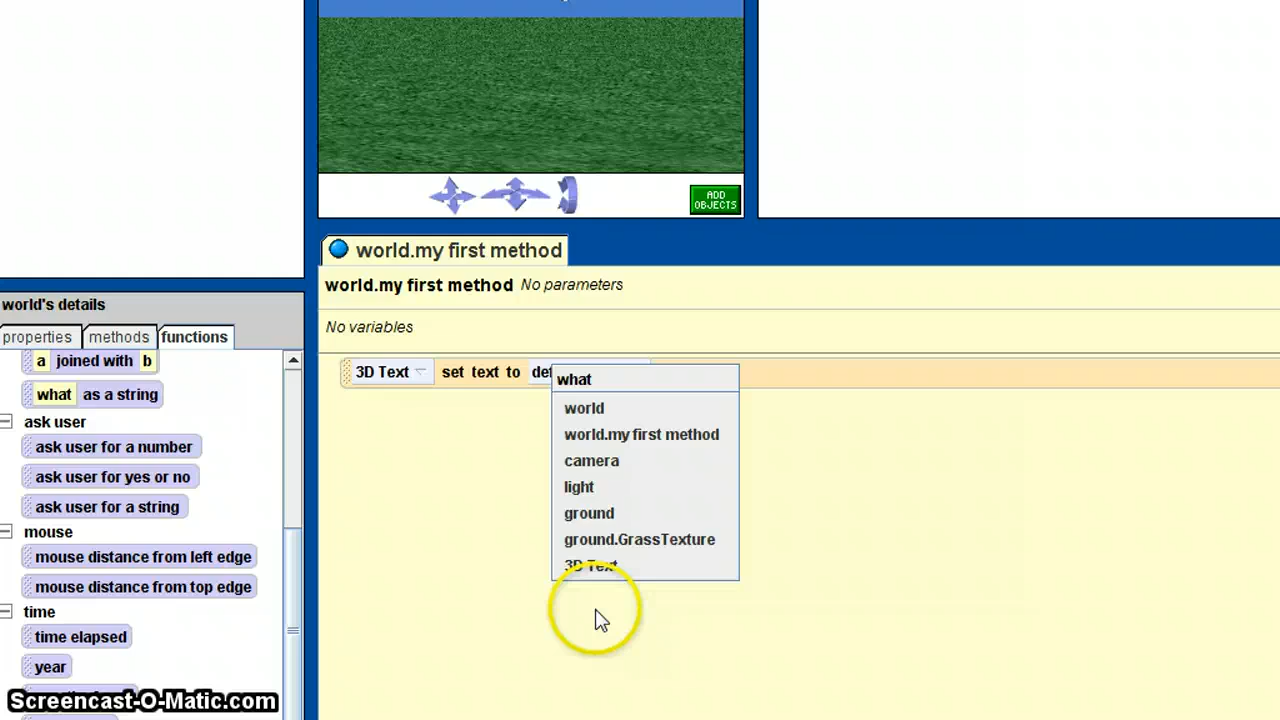 ADD
OBJECTS
world.my first method
world.my first method No parameters
No variables
3D Text set text to
what
world
world.my first method
camera
light
ground
ground.GrassTexture
3D Text
world's details
properties methods functions
a joined with b
what as a string
ask user
ask user for a number
ask user for yes or no
ask user for a string
mouse
mouse distance from left edge
mouse distance from top edge
time
time elapsed
year
Screencast-O-Matic.com